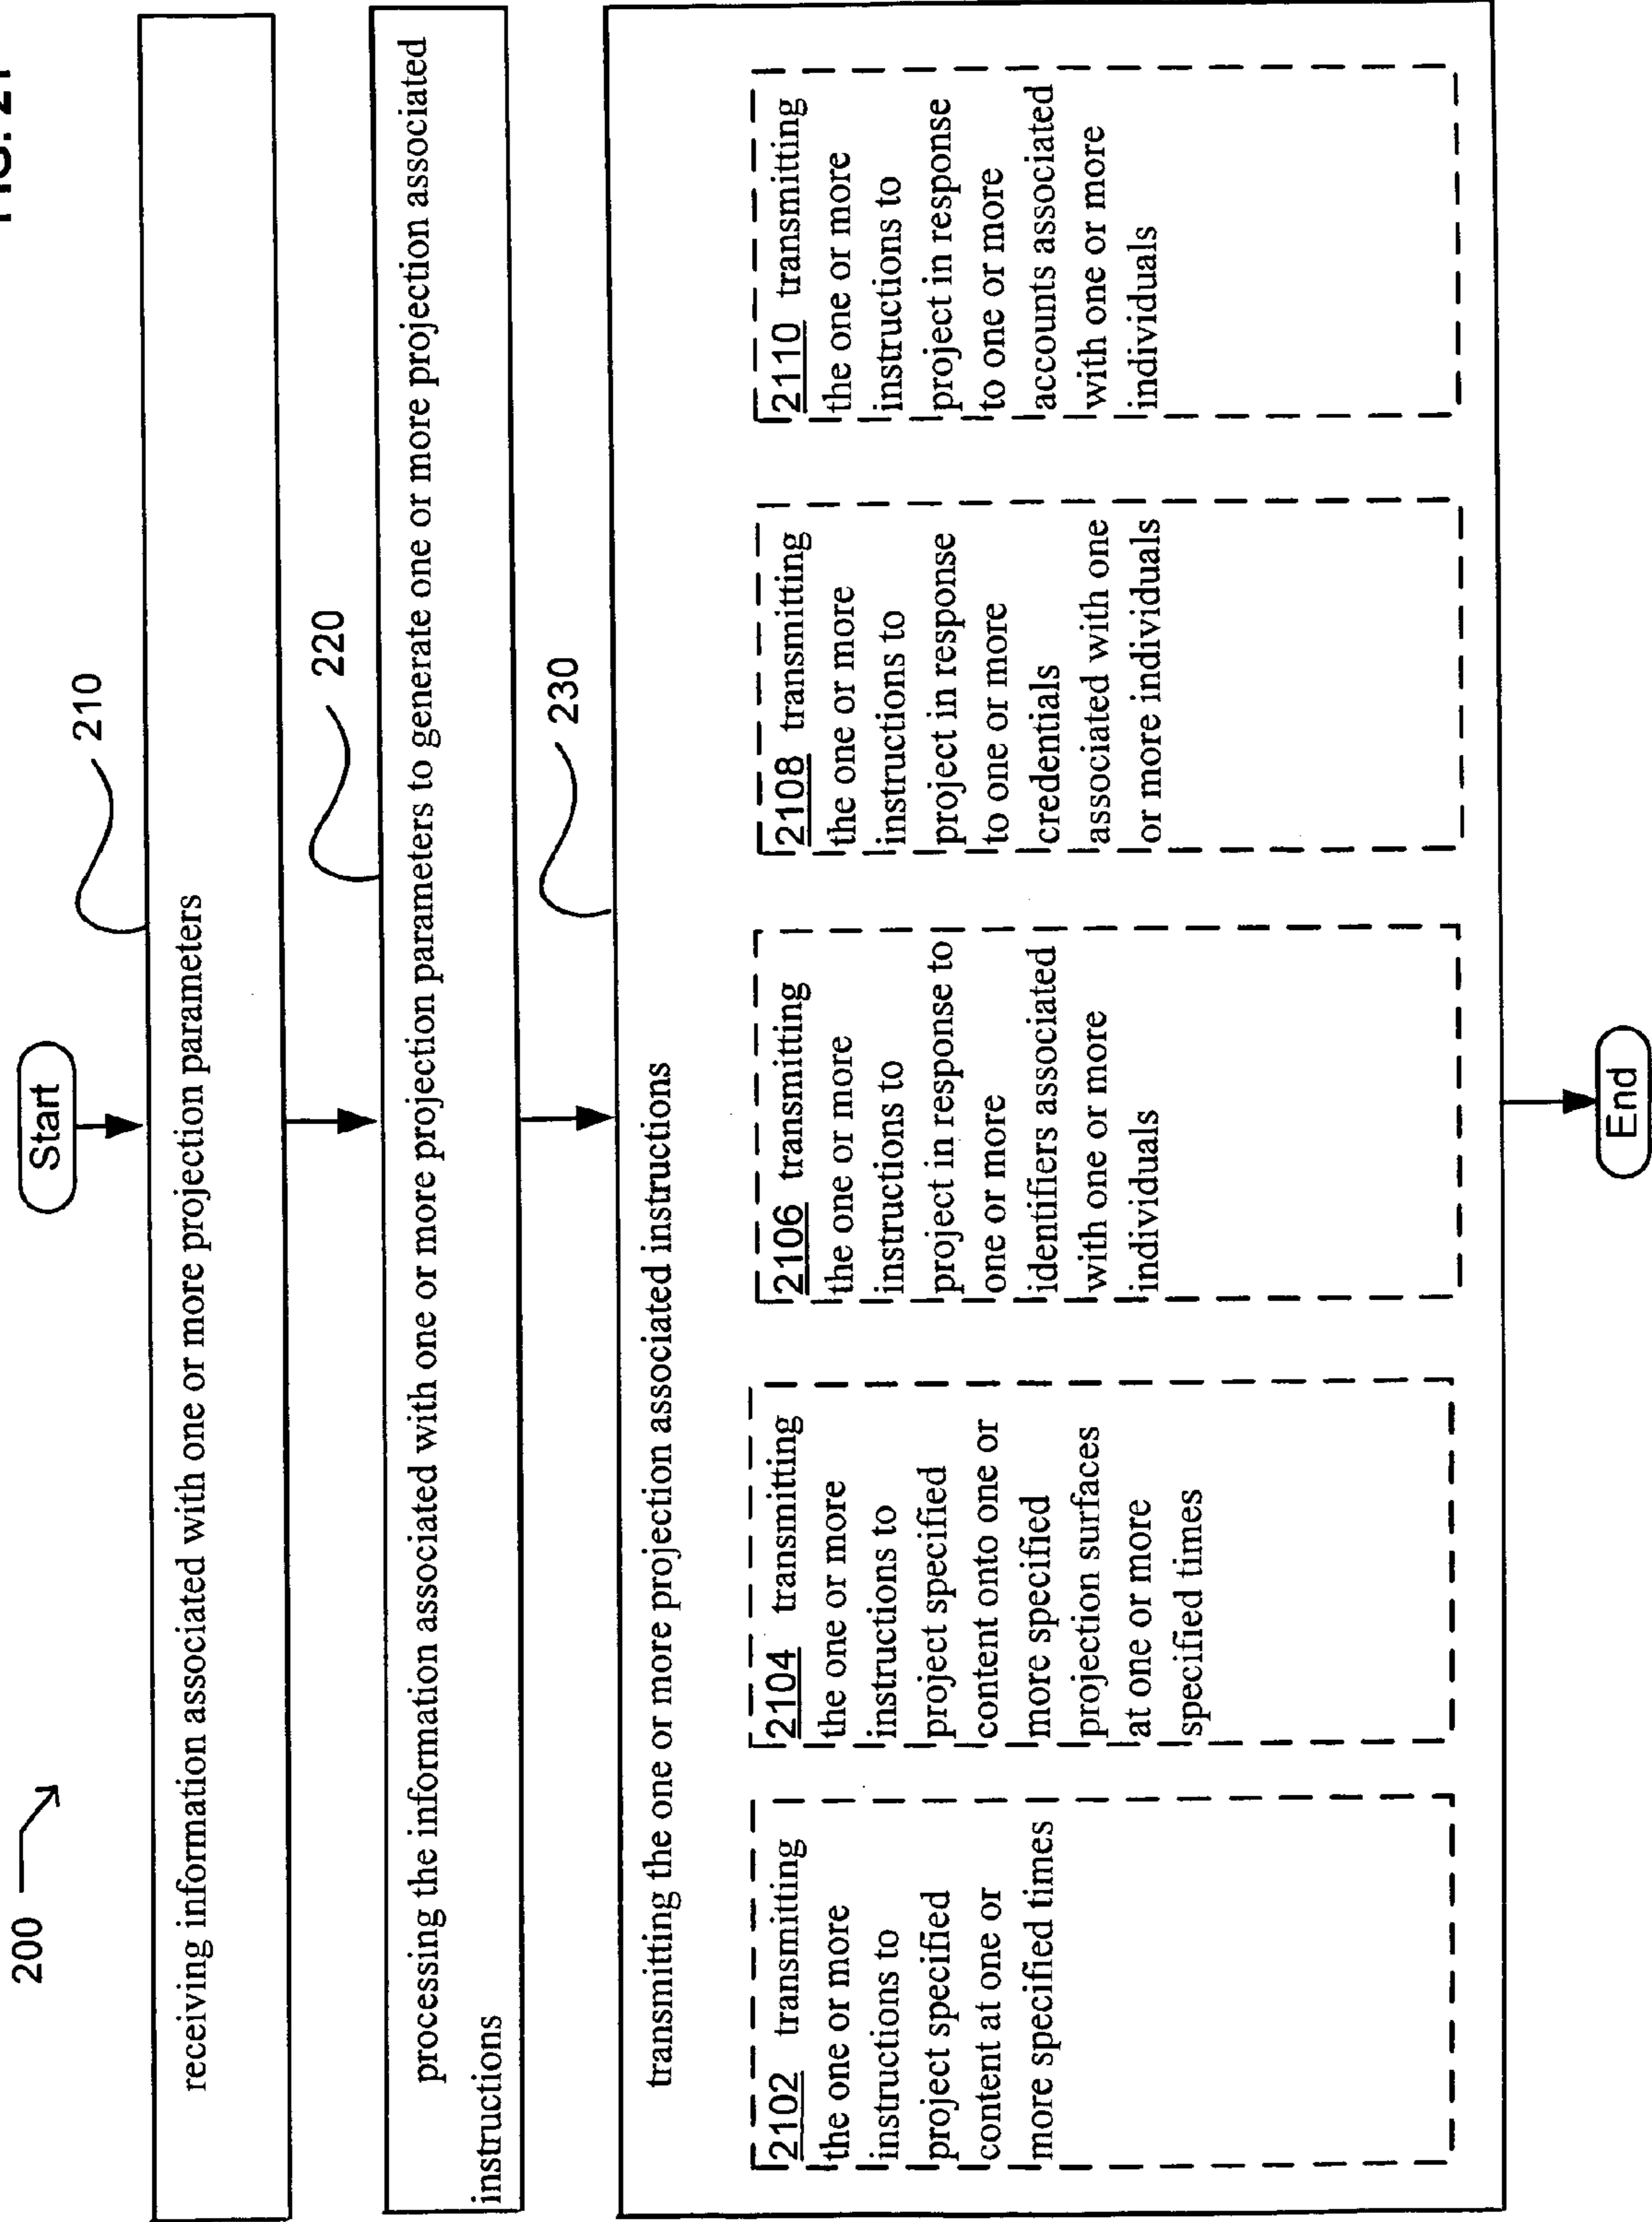 200
Start
FIG. 21
210
receiving information associated with one or more projection parameters
220
processing the information associated with one or more projection parameters to generate one or more projection associated
instructions
230
transmitting the one or more projection associated instructions
2102 transmitting
the one or more
instructions to
project specified
content at one or
more specified times
2104 transmitting
the one or more
instructions to
project specified
content onto one or
more specified
projection surfaces
at one or more
specified times
2106 transmitting
the one or more
instructions to
project in response to
one or more
identifiers associated
with one or more
individuals
2108 transmitting
the one or more
instructions to
project in response
to one or more
credentials
associated with one
or more individuals
2110 transmitting
the one or more
instructions to
project in response
to one or more
accounts associated
with one or more
individuals
End